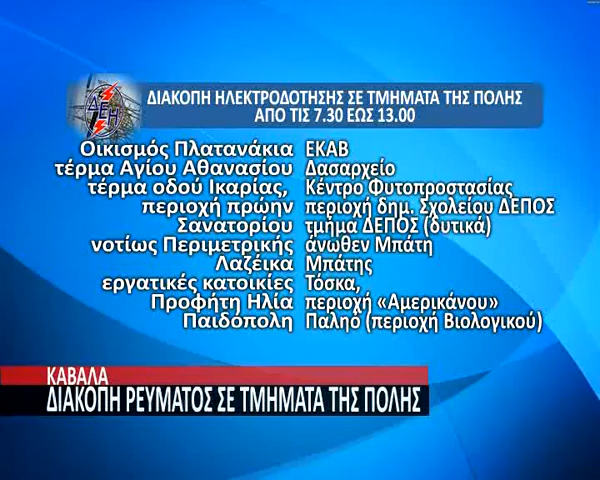 ΔΕΗ
ΔΙΑΚΟΠΗ ΗΛΕΚΤΡΟΔΟΤΗΣΗΣ ΣΕ ΤΜΗΜΑΤΑ ΤΗΣ ΠΟΛΗΣ
ΑΠΟ ΤΙΣ 7.30 ΕΩΣ 13.00
Οικισμός Πλατανάκια
τέρμα Αγίου Αθανασίου
τέρμα οδού Ικαρίας,
περιοχή πρώην
Σανατορίου
νοτίως Περιμετρικής
Λαζέικα
εργατικές κατοικίες
Προφήτη Ηλία
Παιδόπολη
ΕΚΑΒ
Δασαρχείο
Κέντρο Φυτοπροστασίας
περιοχή δημ. Σχολείου ΔΕΠΟΣ
τμήμα ΔΕΠΟΣ (δυτικά)
άνωθεν Μπάτη
Μπάτης
Τόσκα,
περιοχή «Αμερικάνου»
Παληό (περιοχή Βιολογικού)
ΚΑΒΑΛΑ
ΔΙΑΚΟΠΗ ΡΕΥΜΑΤΟΣ ΣΕ ΤΜΗΜΑΤΑ ΤΗΣ ΠΟΛΗΣ